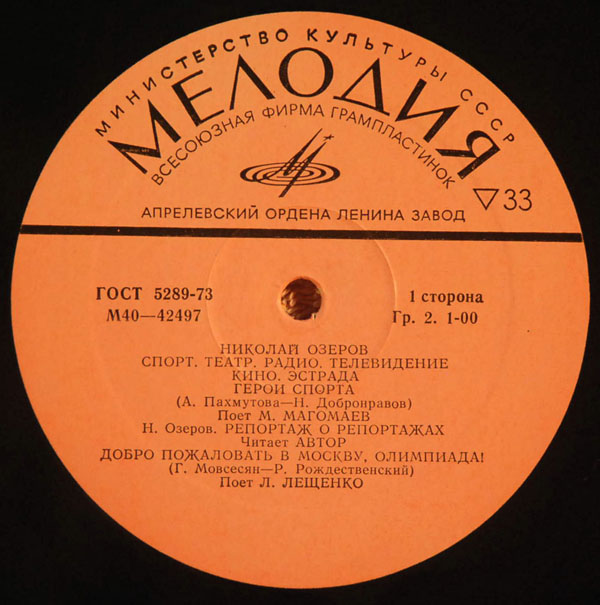 МИНИСТЕРСТВО КУЛЬТУРЫ СССР
МЕЛОДИЯ
ВСЕСОЮЗНАЯ ФИРМА ГРАМПЛАСТИНОК
АПРЕЛЕВСКИЙ ОРДЕНА ЛЕНИНА ЗАВОД
▽33
ГОСТ 5289-73
М40—42497
1 сторона
Гр. 2. 1-00
НИКОЛАЙ ОЗЕРОВ
СПОРТ. ТЕАТР. РАДИО. ТЕЛЕВИДЕНИЕ
КИНО. ЭСТРАДА
ГЕРОИ СПОРТА
(А. Пахмутова—Н. Добронравов)
Поет М. МАГОМАЕВ
Н. Озеров. РЕПОРТАЖ О РЕПОРТАЖАХ
Читает АВТОР
ДОБРО ПОЖАЛОВАТЬ В МОСКВУ, ОЛИМПИАДА!
(Г. Мовсесян—Р. Рождественский)
Поет Л. ЛЕЩЕНКО